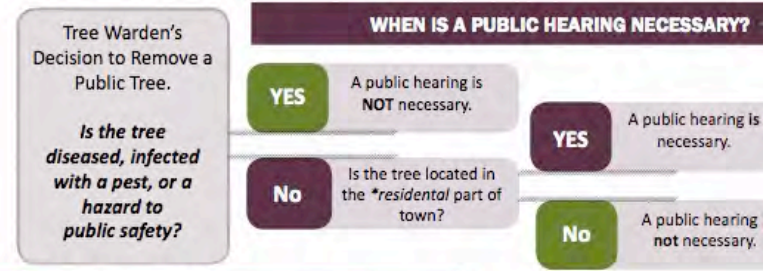 Tree Warden's
Decision to Remove a
Public Tree.
Is the tree
diseased, infected
with a pest, or a
hazard to
public safety?
WHEN IS A PUBLIC HEARING NECESSARY?
YES
A public hearing is
NOT necessary.
No
Is the tree located in
the *residental part of
town?
YES
A public hearing is
necessary.
No
A public hearing
not necessary.